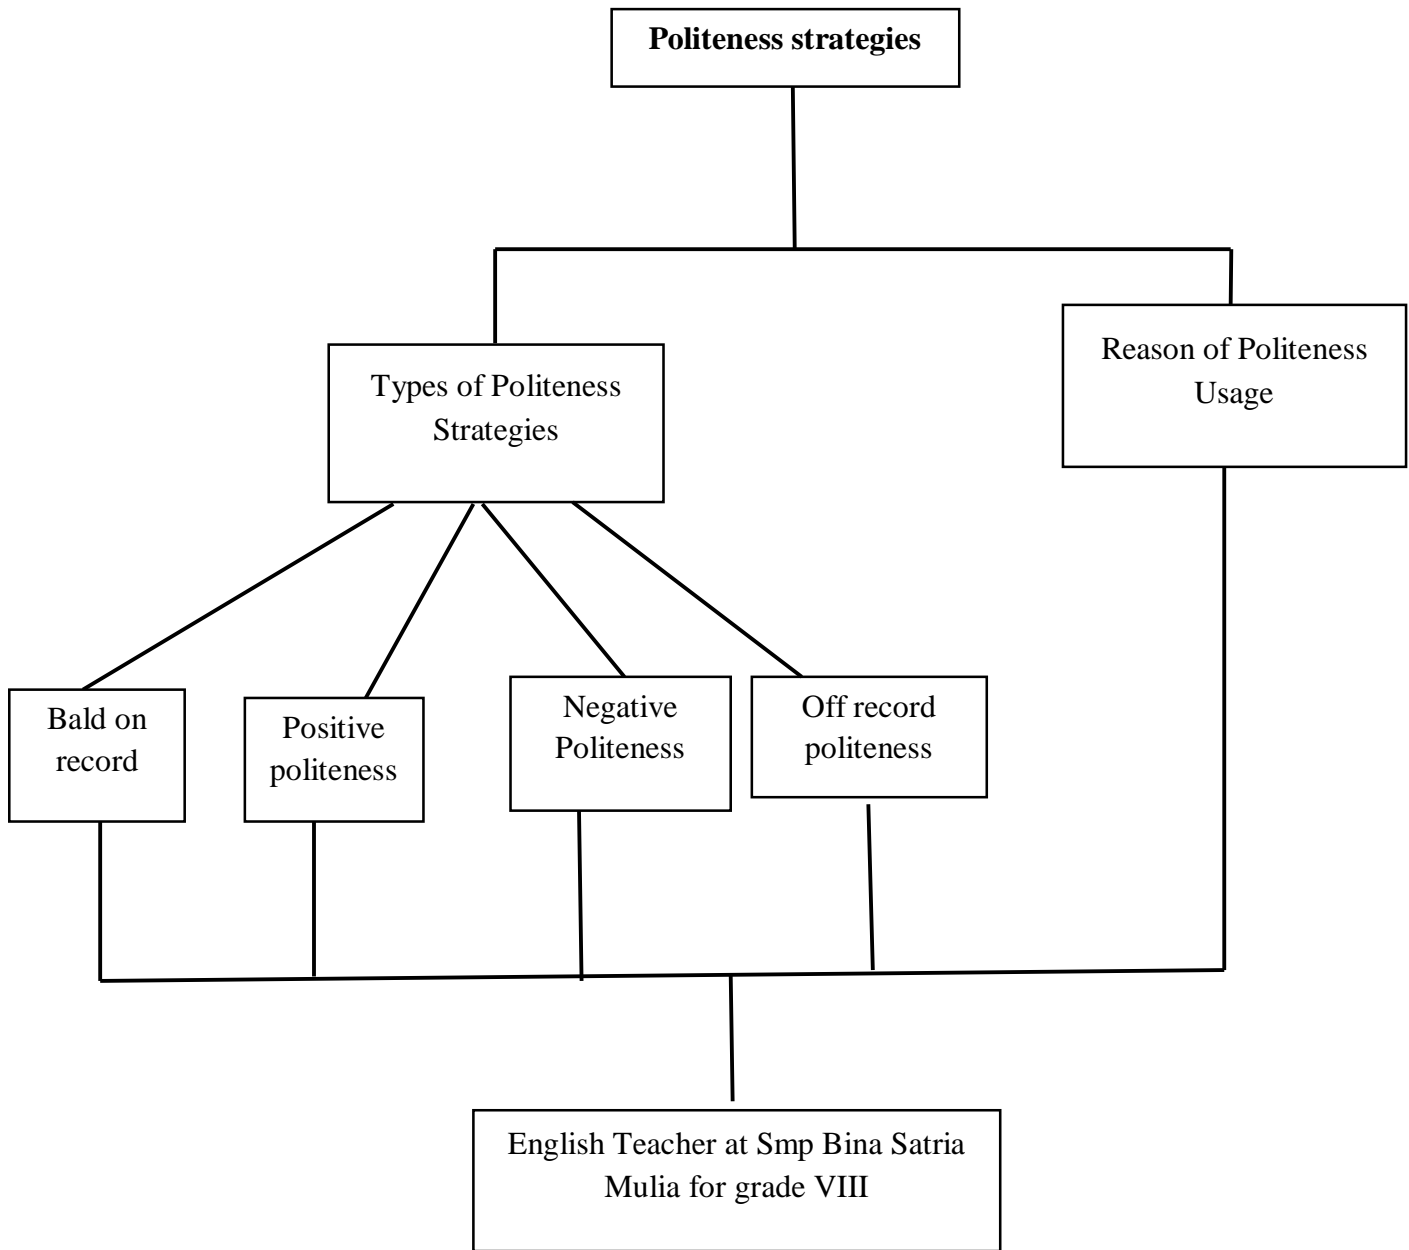 Politeness strategies
Types of Politeness
Strategies
Reason of Politeness
Usage
Bald on
record
Positive
politeness
Negative
Politeness
Off record
politeness
English Teacher at Smp Bina Satria
Mulia for grade VIII